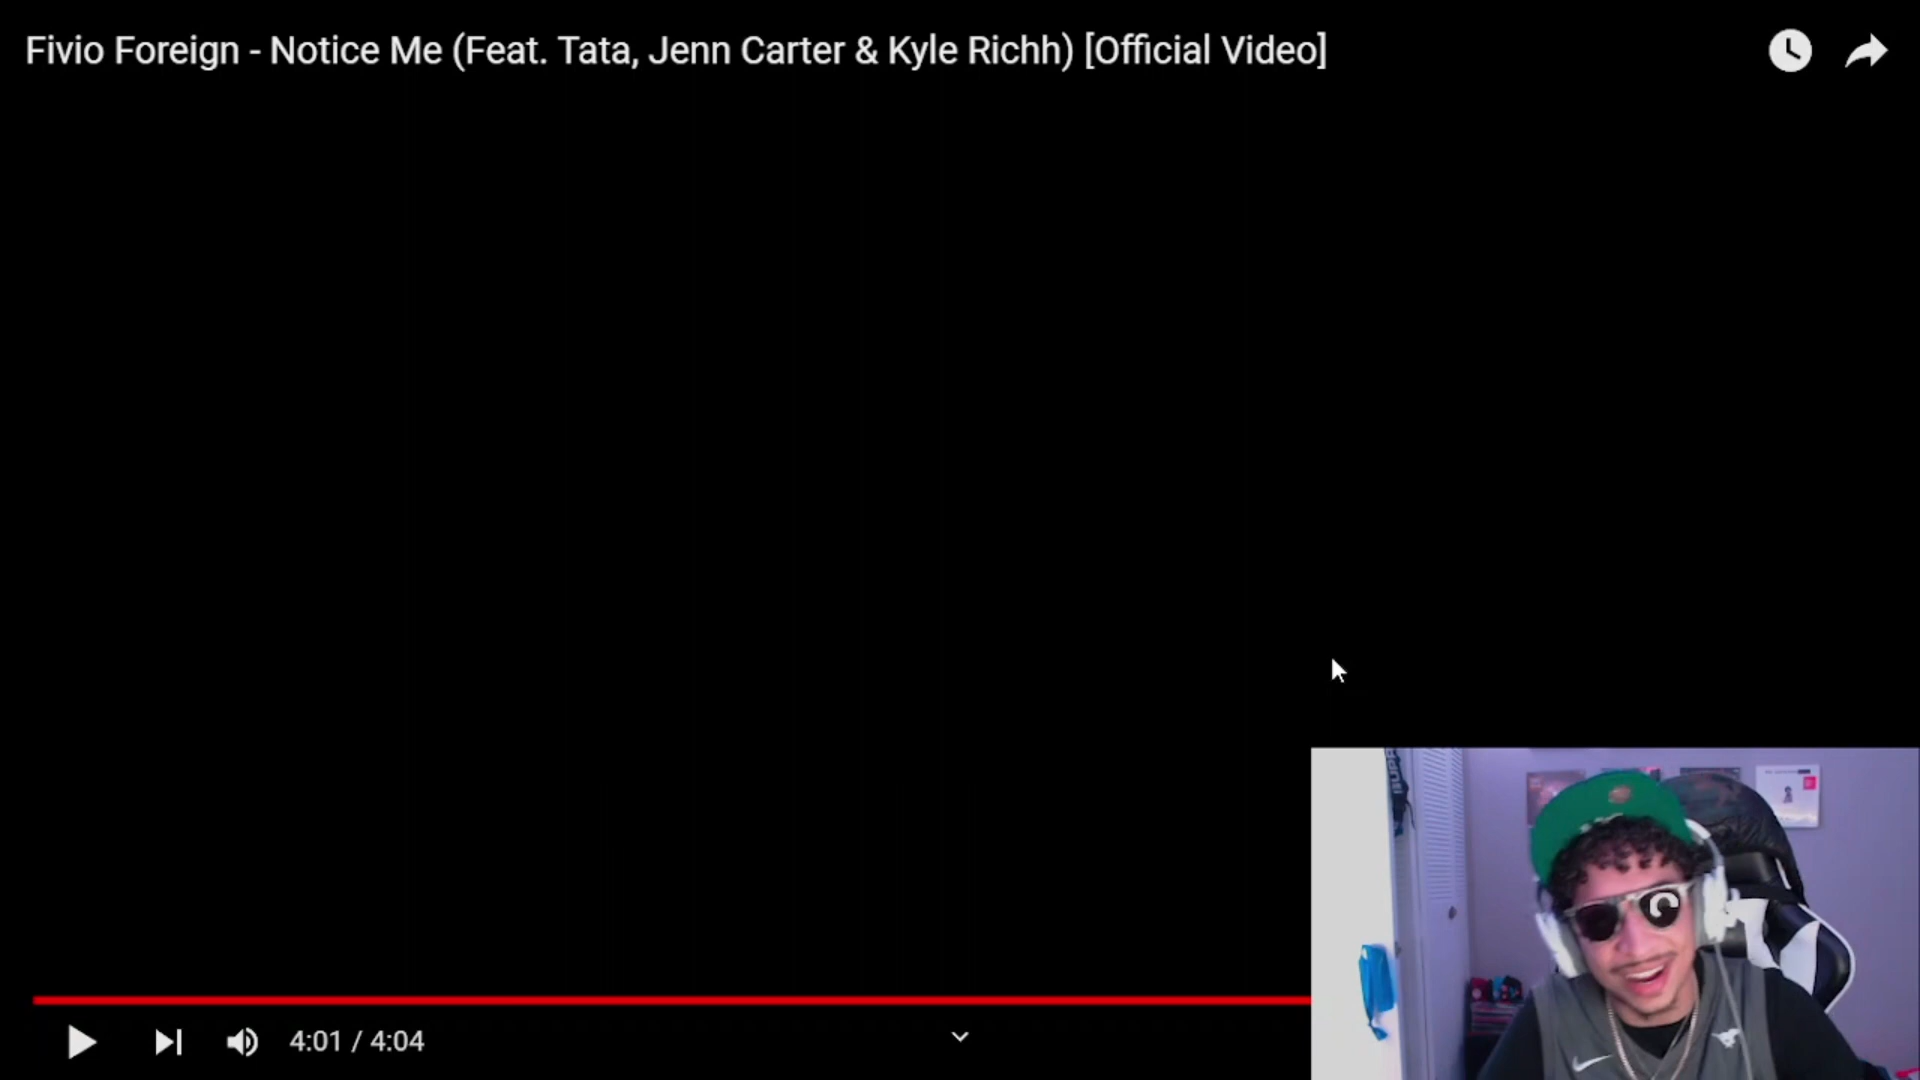 Fivio Foreign - Notice Me (Feat. Tata, Jenn Carter & Kyle Richh) [Official Video]
4:01 / 4:04